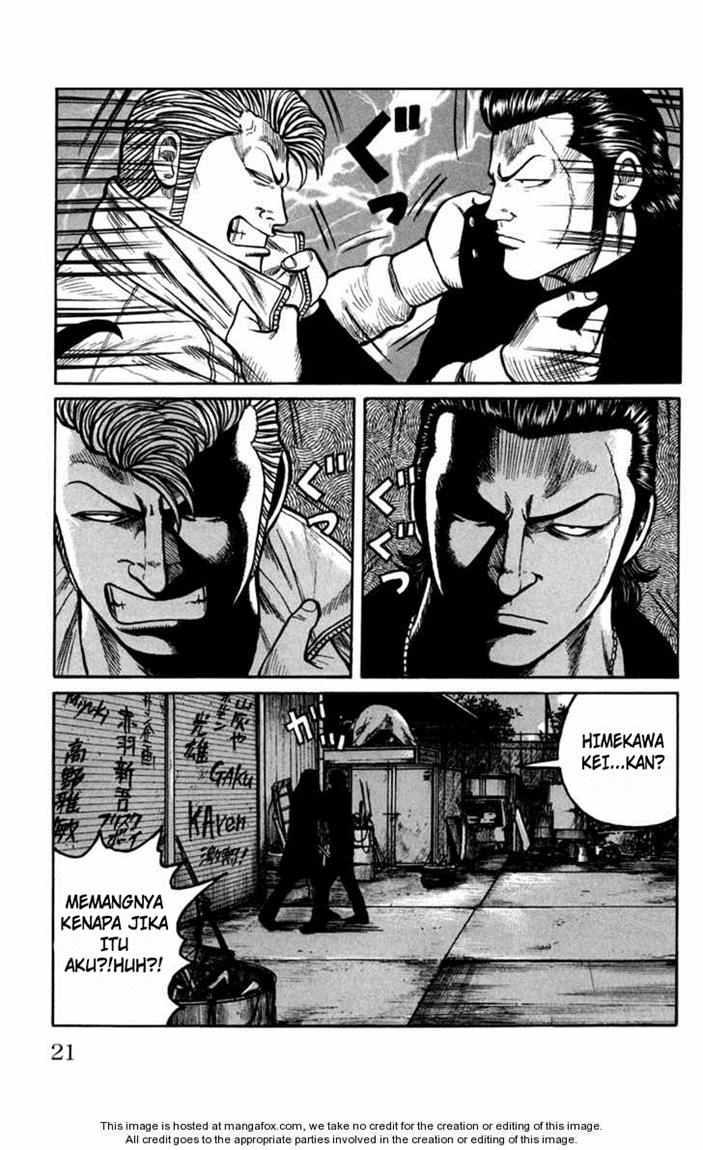 ぐ
っ
ぐ
っ
ぐ
ぐ
っ
Miyuki
高野雅敏
赤羽新吾
光雄
GAKu
KAren
ガッ
HIMEKAWA
KEI...KAN?
MEMANGNYA
KENAPA JIKA
ITU
AKU?!HUH?!
21
This image is hosted at mangafox.com, we take no credit for the creation or editing of this image.
All credit goes to the appropriate parties involved in the creation or editing of this image.